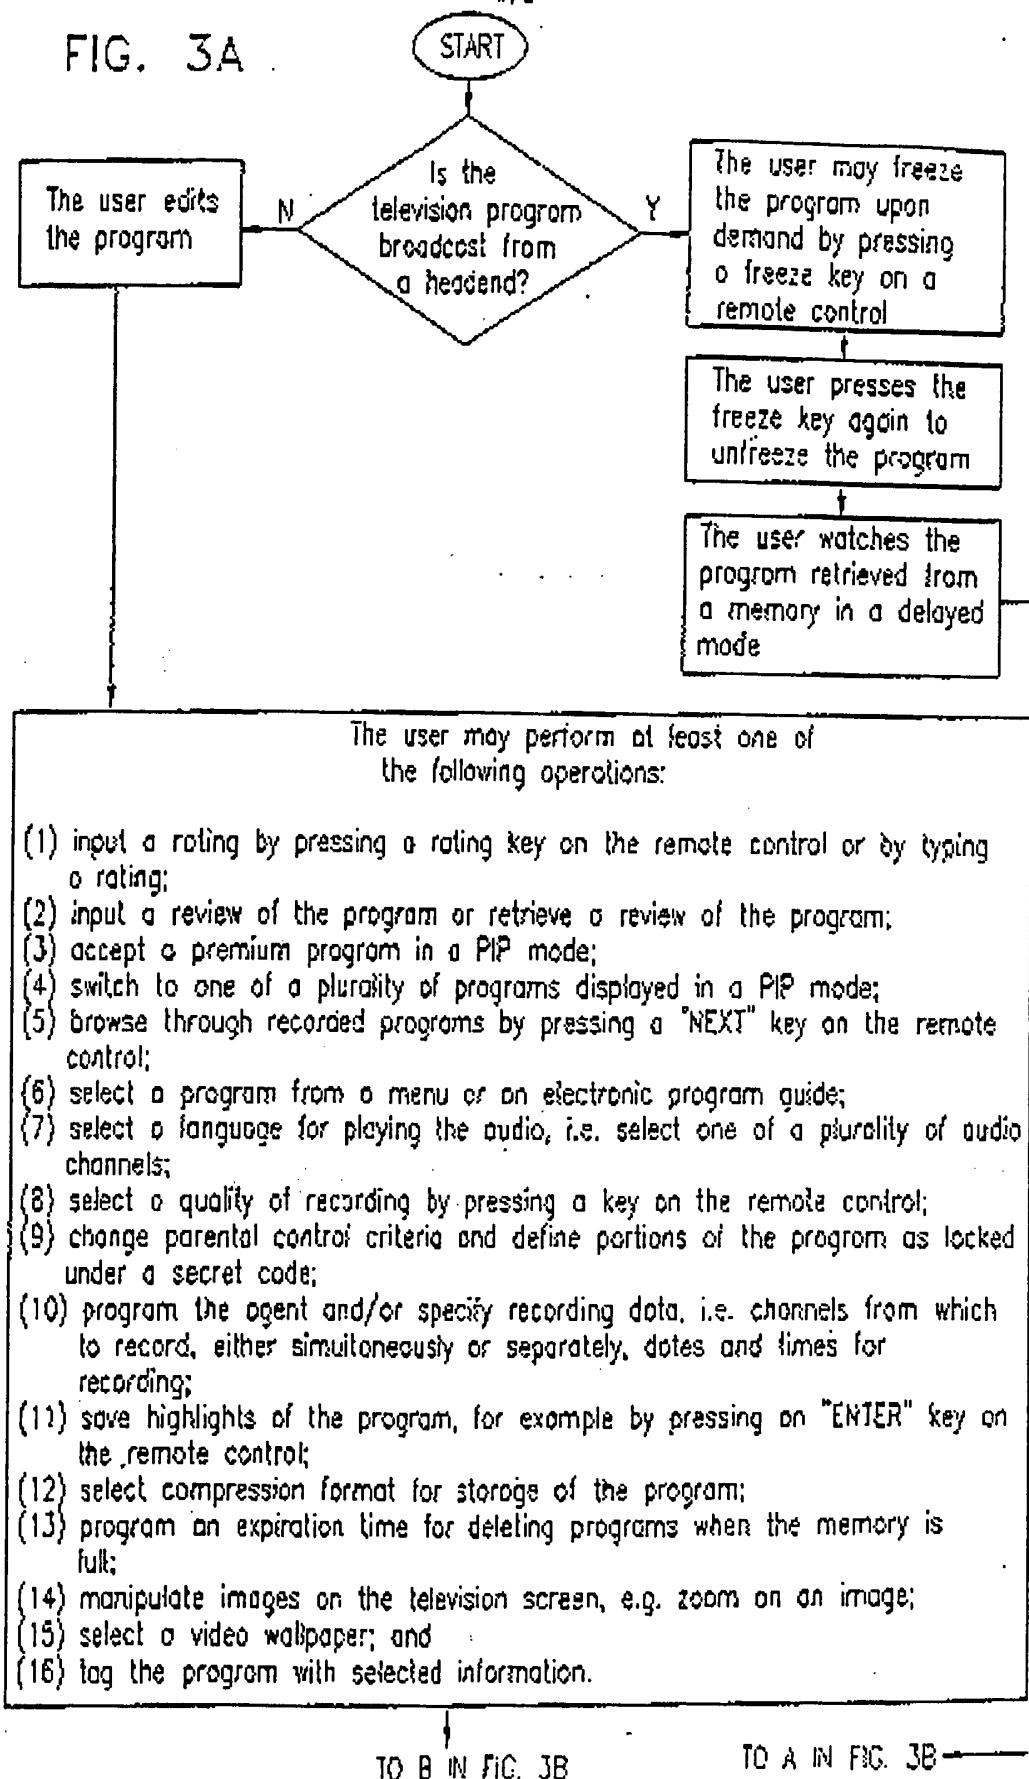 FIG. 3A
START
Is the
television program
broadcast from
a headend?
N
Y
The user edits
the program
The user may freeze
the program upon
demand by pressing
a freeze key on a
remote control
The user presses the
freeze key again to
unfreeze the program
The user watches the
program retrieved from
a memory in a delayed
mode
The user may perform at least one of
the following operations:
(1) input a rating by pressing a rating key on the remote control or by typing
a rating;
(2) input a review of the program or retrieve a review of the program;
(3) accept a premium program in a PIP mode;
(4) switch to one of a plurality of programs displayed in a PIP mode;
(5) browse through recorded programs by pressing a "NEXT" key on the remote
control;
(6) select a program from a menu or an electronic program guide;
(7) select a language for playing the audio, i.e. select one of a plurality of audio
channels;
(8) select a quality of recording by pressing a key on the remote control;
(9) change parental control criteria and define portions of the program as locked
under a secret code;
(10) program the agent and/or specify recording data, i.e. channels from which
to record, either simultaneously or separately, dates and times for
recording;
(11) save highlights of the program, for example by pressing an "ENTER" key on
the remote control;
(12) select compression format for storage of the program;
(13) program an expiration time for deleting programs when the memory is
full;
(14) manipulate images on the television screen, e.g. zoom on an image;
(15) select a video wallpaper; and
(16) tag the program with selected information.
TO B IN FIG. 3B
TO A IN FIG. 3B